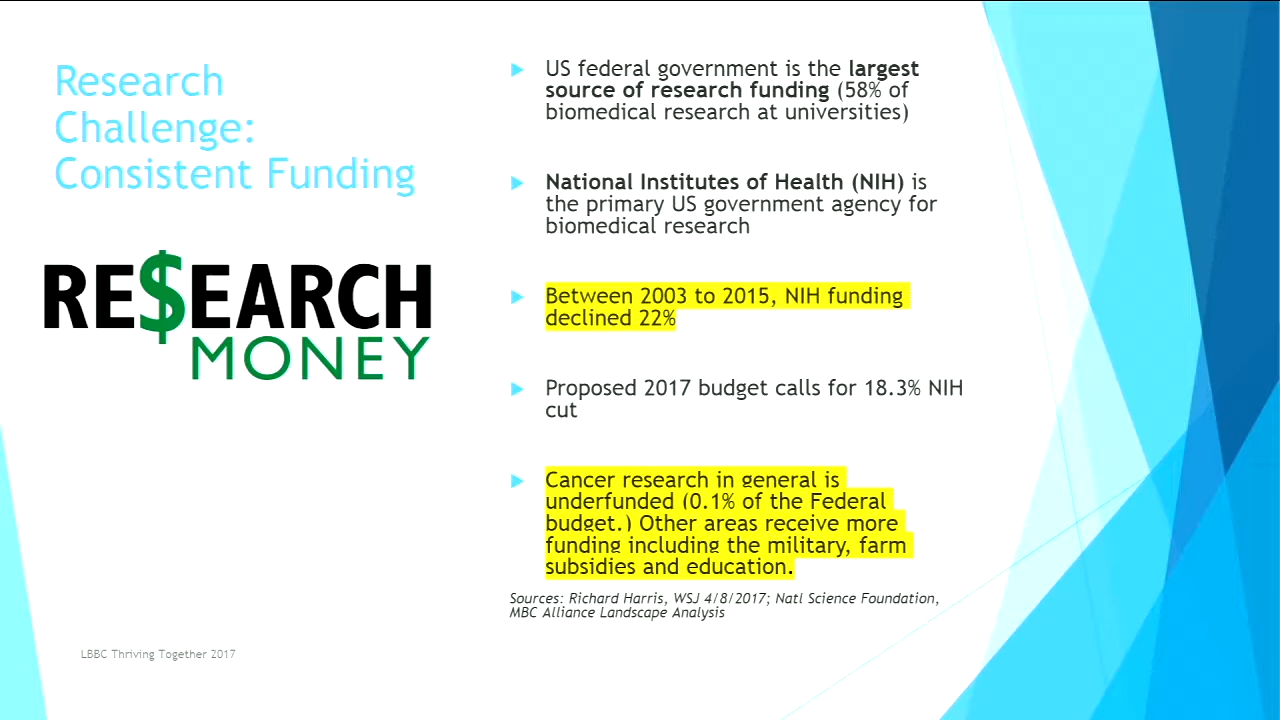 Research
Challenge:
Consistent Funding
RE$EARCH
MONEY
US federal government is the largest
source of research funding (58% of
biomedical research at universities)
National Institutes of Health (NIH) is
the primary US government agency for
biomedical research
Between 2003 to 2015, NIH funding
declined 22%
Proposed 2017 budget calls for 18.3% NIH
cut
Cancer research in general is
underfunded (0.1% of the Federal
budget.) Other areas receive more
funding including the military, farm
subsidies and education.
Sources: Richard Harris, WSJ 4/8/2017; Natl Science Foundation,
MBC Alliance Landscape Analysis
LBBC Thriving Together 2017